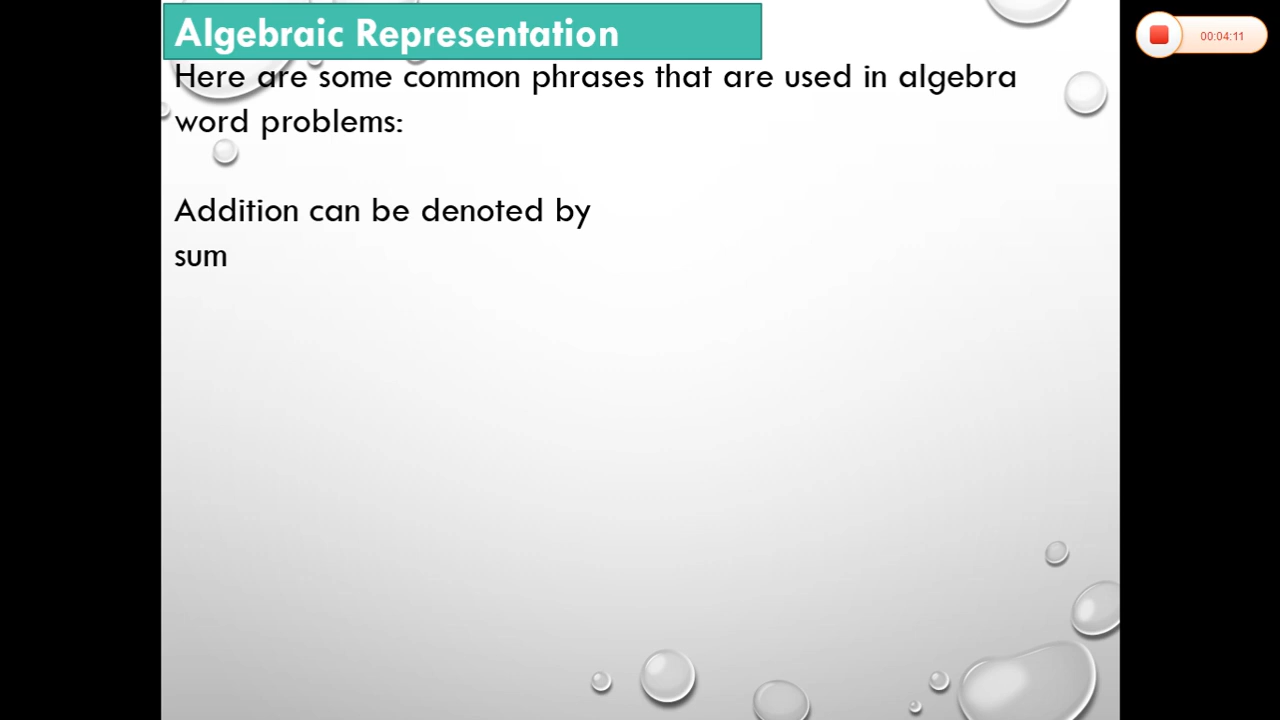 Algebraic Representation
00:04:11
Here are some common phrases that are used in algebra
word problems:
Addition can be denoted by
sum